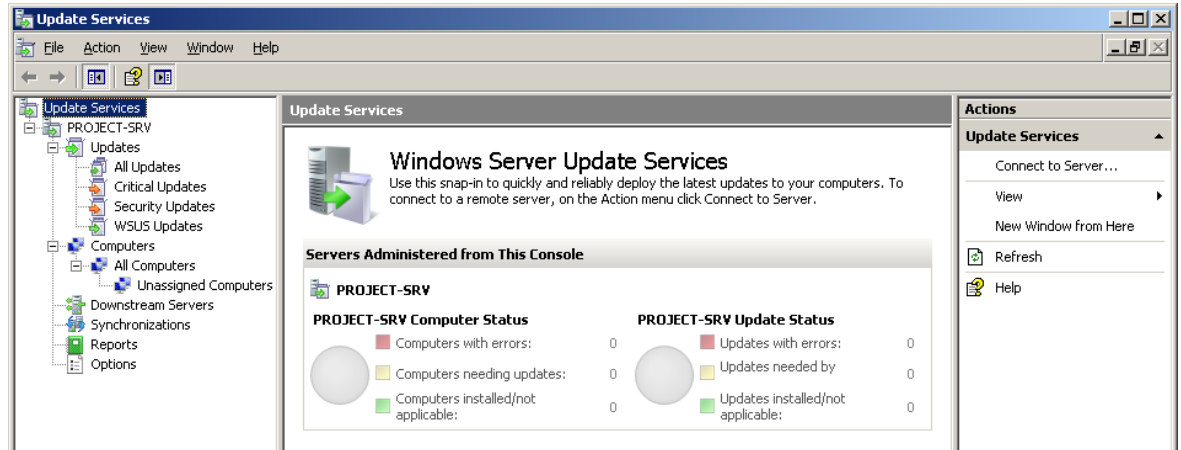 Update Services
File Action View Window Help
Update Services
PROJECT-SRV
Updates
All Updates
Critical Updates
Security Updates
WSUS Updates
Computers
All Computers
Unassigned Computers
Downstream Servers
Synchronizations
Reports
Options
Update Services
Windows Server Update Services
Use this snap-in to quickly and reliably deploy the latest updates to your computers. To
connect to a remote server, on the Action menu click Connect to Server.
Servers Administered from This Console
PROJECT-SRV
PROJECT-SRV Computer Status
Computers with errors: 0
Computers needing updates: 0
Computers installed/not
applicable: 0
PROJECT-SRV Update Status
Updates with errors: 0
Updates needed by 0
Updates installed/not
applicable: 0
Actions
Update Services
Connect to Server...
View
New Window from Here
Refresh
Help